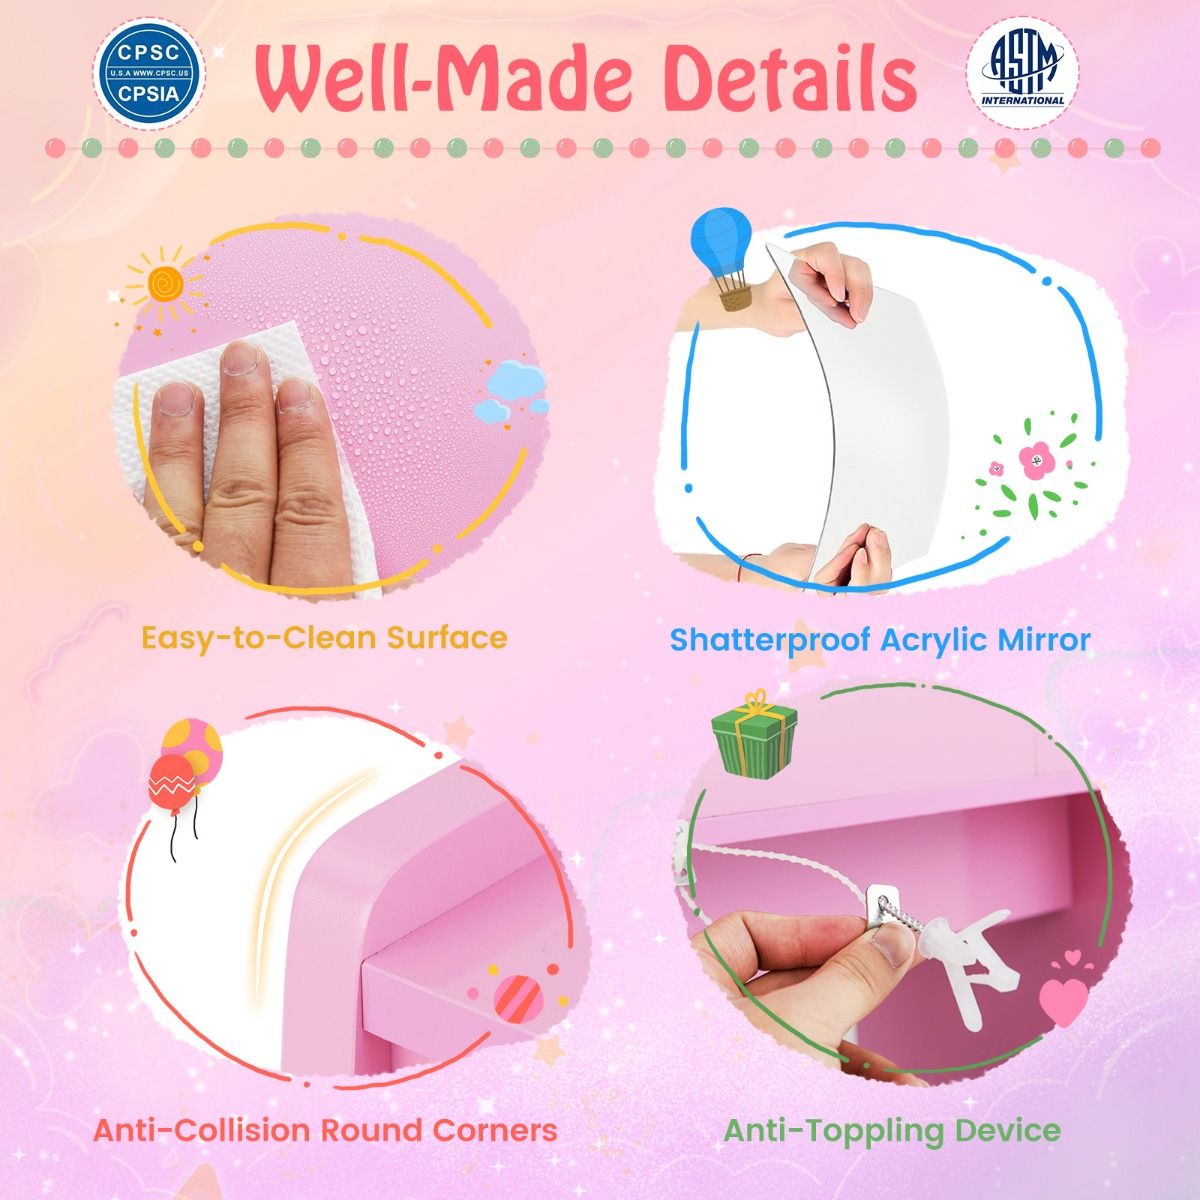 CPSC
U.S.A WWW.CPSC.US
CPSIA
Well-Made Details
ASTM
INTERNATIONAL
Easy-to-Clean Surface
Shatterproof Acrylic Mirror
Anti-Collision Round Corners
Anti-Toppling Device